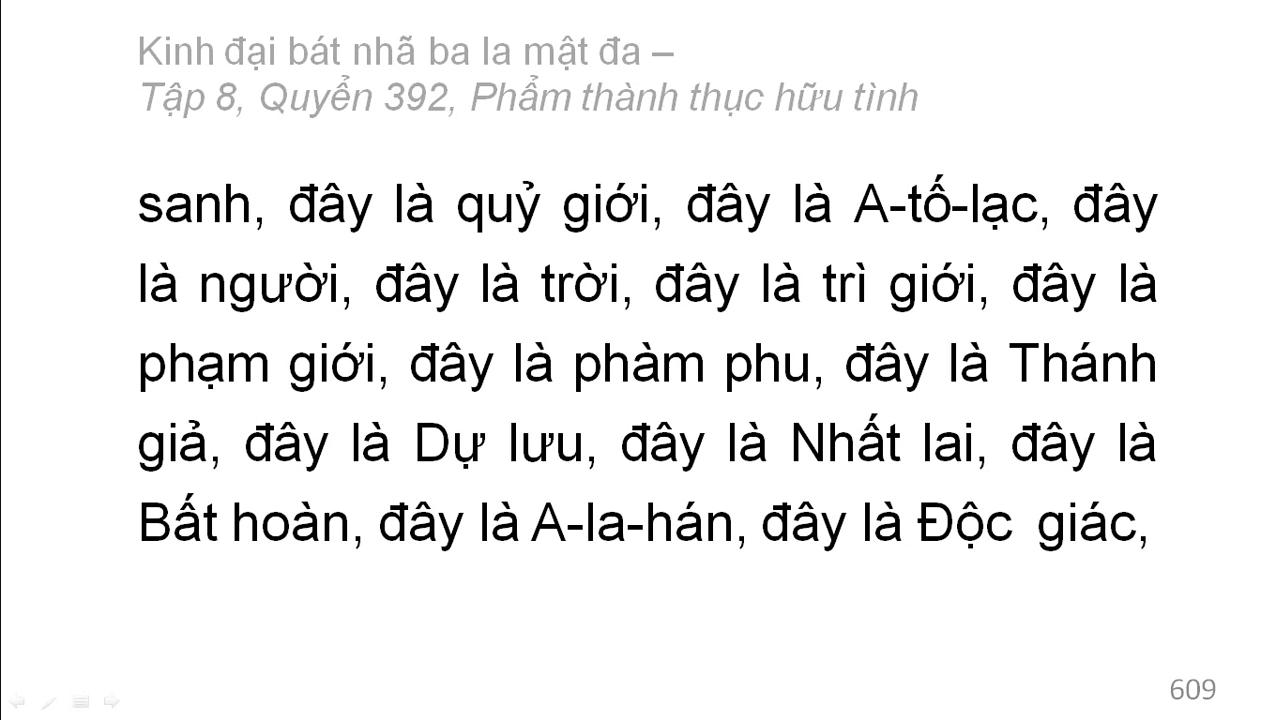 Kinh đại bát nhã ba la mật đa –
Tập 8, Quyển 392, Phẩm thành thục hữu tình
sanh, đây là quỷ giới, đây là A-tố-lạc, đây
là người, đây là trời, đây là trì giới, đây là
phạm giới, đây là phàm phu, đây là Thánh
giả, đây là Dự lưu, đây là Nhất lai, đây là
Bất hoàn, đây là A-la-hán, đây là Độc giác,
609